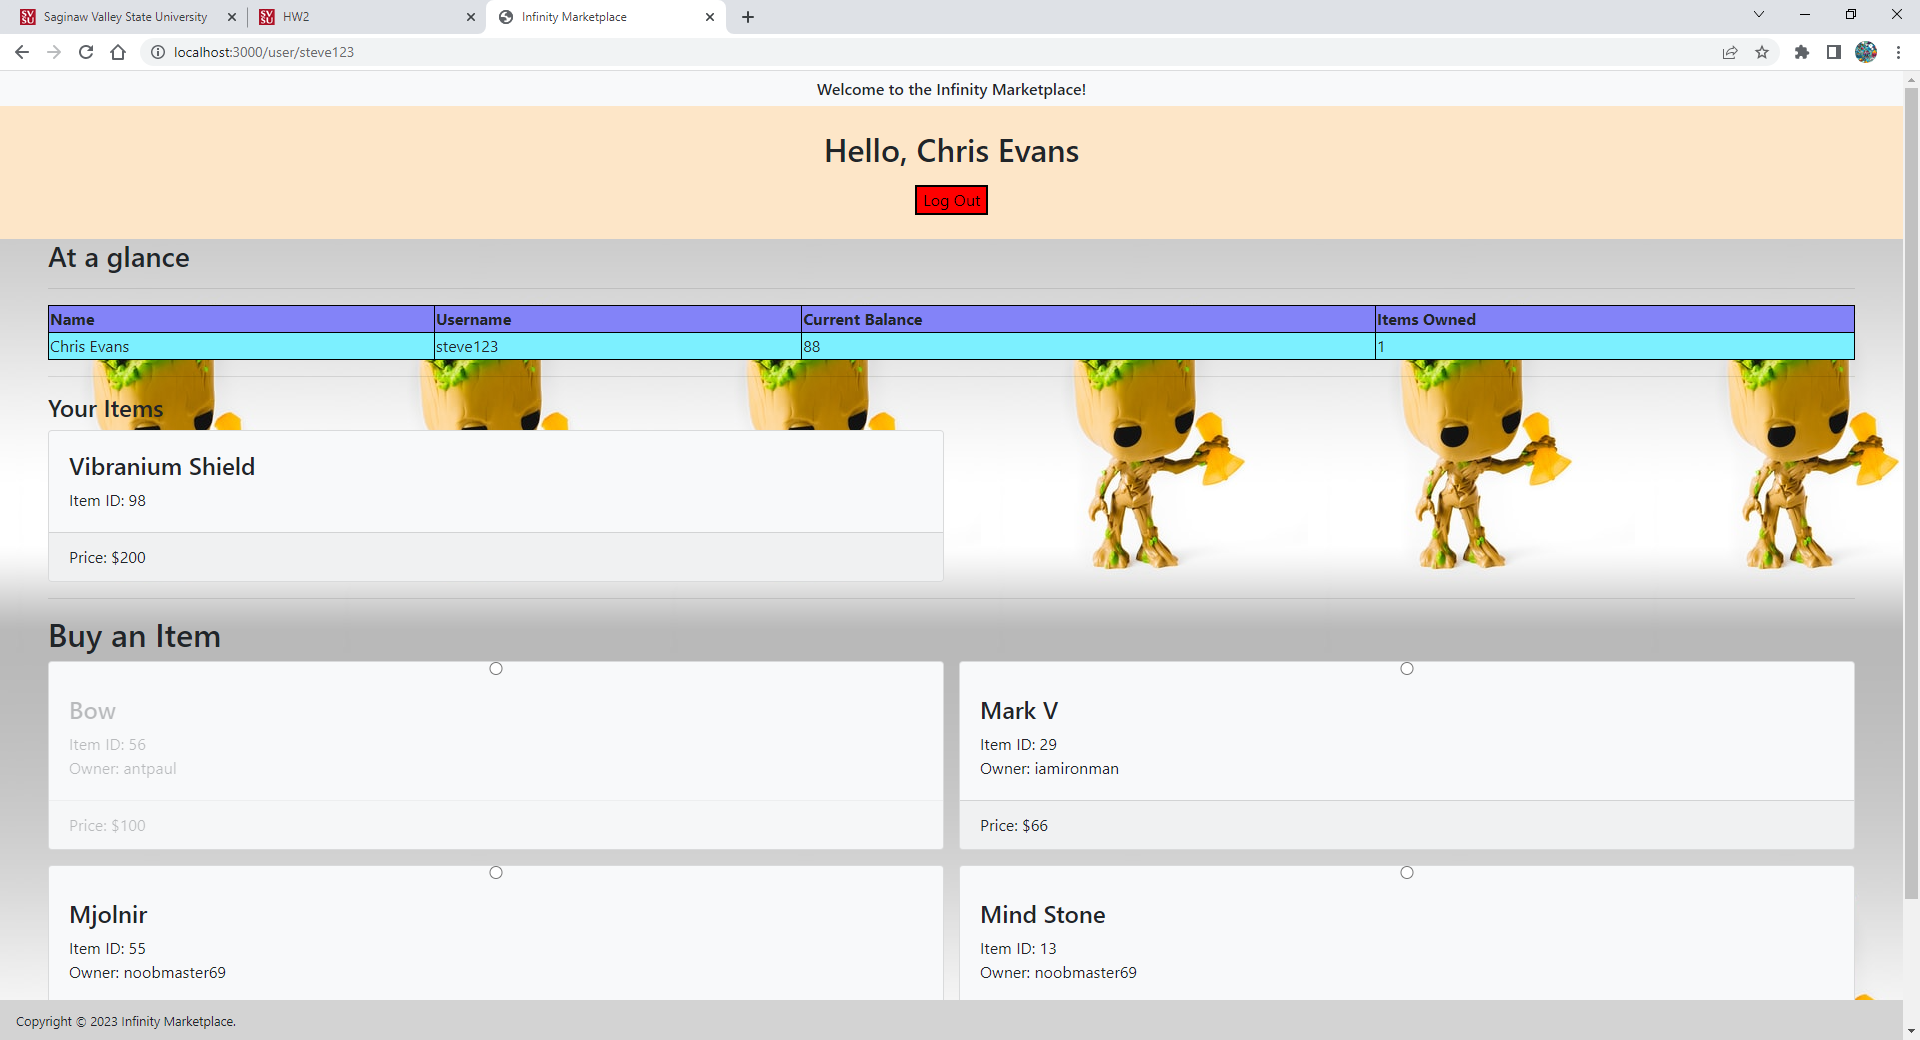 Saginaw Valley State University
HW2
Infinity Marketplace
localhost:3000/user/steve123
Welcome to the Infinity Marketplace!
Hello, Chris Evans
Log Out
At a glance
Name Username Current Balance Items Owned
Chris Evans steve123 88 1
Your Items
Vibranium Shield
Item ID: 98
Price: $200
Buy an Item
Bow
Item ID: 56
Owner: antpaul
Price: $100
Mark V
Item ID: 29
Owner: iamironman
Price: $66
Mjolnir
Item ID: 55
Owner: noobmaster69
Mind Stone
Item ID: 13
Owner: noobmaster69
Copyright © 2023 Infinity Marketplace.